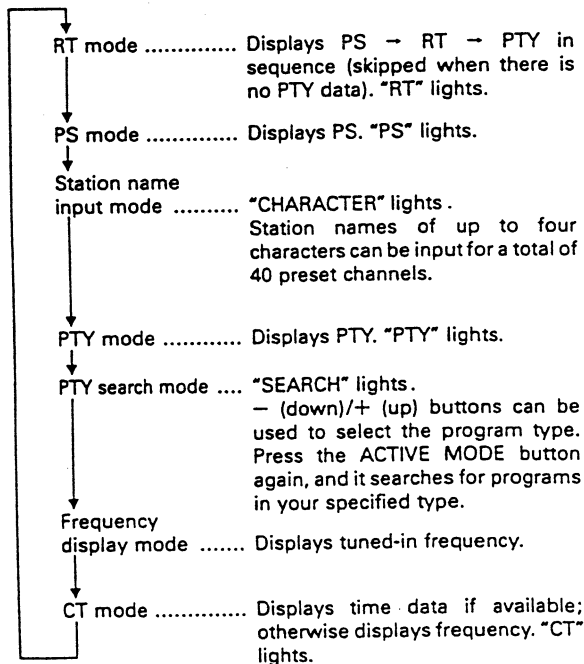 RT mode .............. Displays PS → RT → PTY in
sequence (skipped when there is
no PTY data). "RT" lights.
PS mode .............. Displays PS. "PS" lights.
Station name
input mode .......... "CHARACTER" lights.
Station names of up to four
characters can be input for a total of
40 preset channels.
PTY mode ............ Displays PTY. "PTY" lights.
PTY search mode .... "SEARCH" lights.
− (down)/+ (up) buttons can be
used to select the program type.
Press the ACTIVE MODE button
again, and it searches for programs
in your specified type.
Frequency
display mode ....... Displays tuned-in frequency.
CT mode .............. Displays time data if available;
otherwise displays frequency. "CT"
lights.